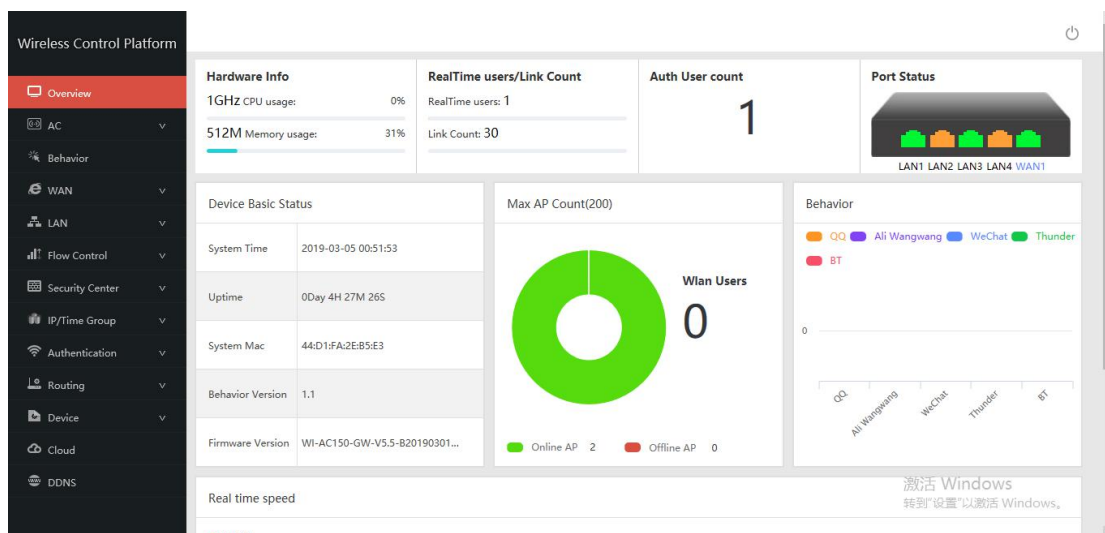 Wireless Control Platform
Overview
AC
Behavior
WAN
LAN
Flow Control
Security Center
IP/Time Group
Authentication
Routing
Device
Cloud
DDNS
Hardware Info
1GHz CPU usage: 0%
512M Memory usage: 31%
RealTime users/Link Count
RealTime users: 1
Link Count: 30
Auth User count
1
Port Status
LAN1 LAN2 LAN3 LAN4 WAN1
Device Basic Status
System Time 2019-03-05 00:51:53
Uptime 0Day 4H 27M 26S
System Mac 44:D1:FA:2E:B5:E3
Behavior Version 1.1
Firmware Version WI-AC150-GW-V5.5-B20190301...
Max AP Count(200)
Wlan Users
0
Online AP 2 Offline AP 0
Behavior
QQ Ali Wangwang WeChat Thunder
BT
0
QQ Ali Wangwang WeChat Thunder BT
Real time speed
激活 Windows
转到"设置"以激活 Windows。